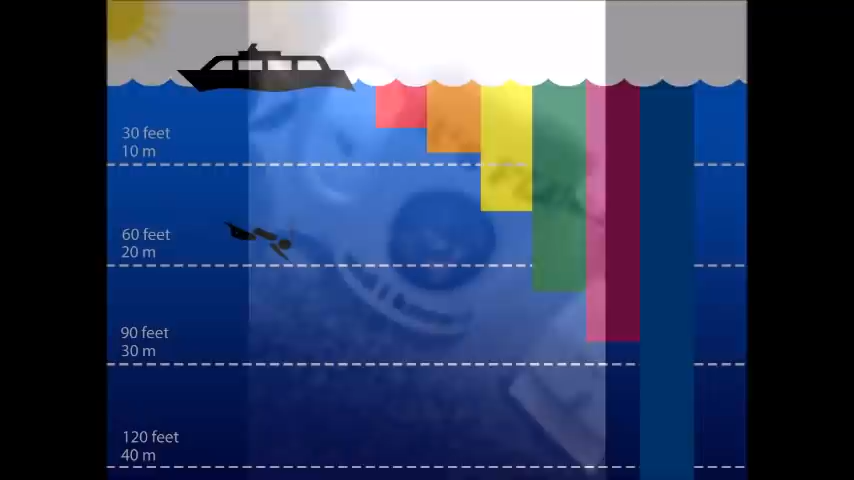 30 feet
10 m
60 feet
20 m
90 feet
30 m
120 feet
40 m